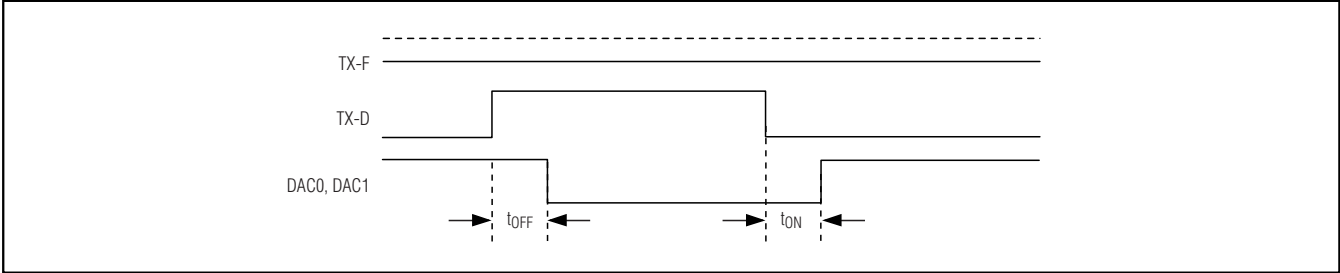 TX-F
TX-D
DAC0, DAC1
tOFF
tON